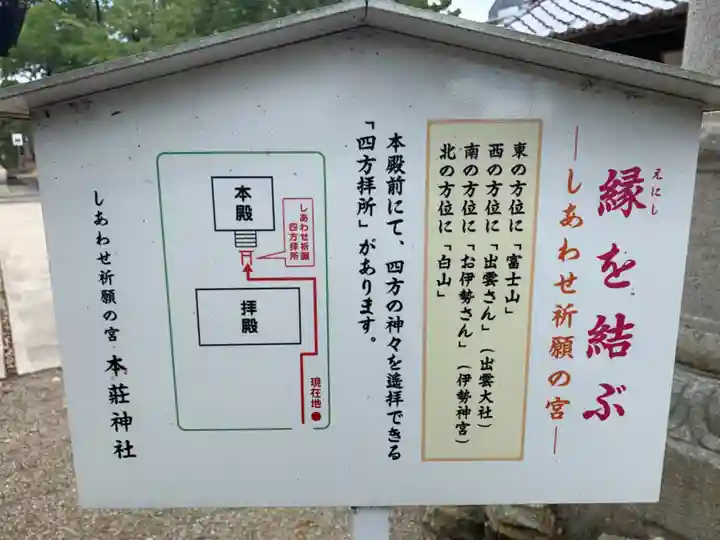 縁を結ぶ
えにし
―しあわせ祈願の宮―
東の方位に「富士山」
西の方位に「出雲さん」(出雲大社)
南の方位に「お伊勢さん」(伊勢神宮)
北の方位に「白山」
本殿前にて、四方の神々を遥拝できる
「四方拝所」があります。
本殿
しあわせ祈願
四方拝所
拝殿
現在地
しあわせ祈願の宮 本荘神社